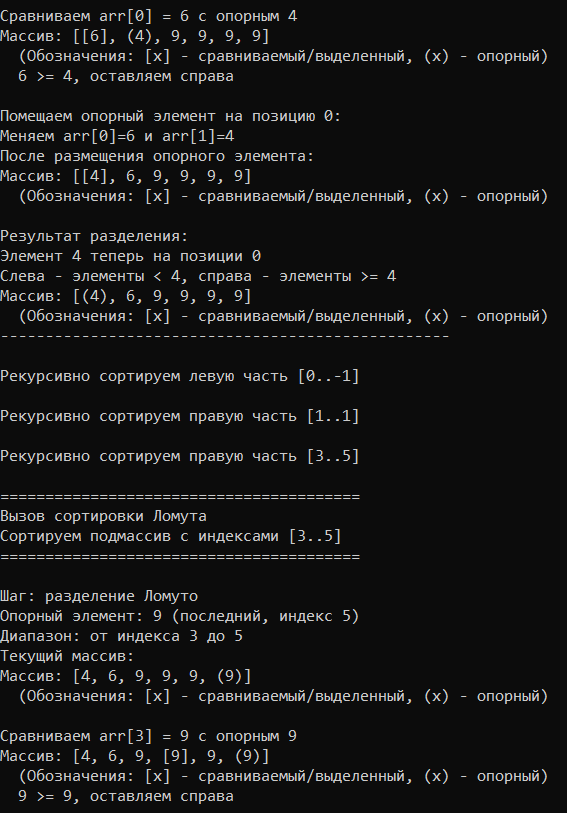 Сравниваем arr[0] = 6 с опорным 4
Массив: [[6], (4), 9, 9, 9, 9]
  (Обозначения: [x] - сравниваемый/выделенный, (x) - опорный)
  6 >= 4, оставляем справа

Помещаем опорный элемент на позицию 0:
Меняем arr[0]=6 и arr[1]=4
После размещения опорного элемента:
Массив: [[4], 6, 9, 9, 9, 9]
  (Обозначения: [x] - сравниваемый/выделенный, (x) - опорный)

Результат разделения:
Элемент 4 теперь на позиции 0
Слева - элементы < 4, справа - элементы >= 4
Массив: [(4), 6, 9, 9, 9, 9]
  (Обозначения: [x] - сравниваемый/выделенный, (x) - опорный)
--------------------------------------------------

Рекурсивно сортируем левую часть [0..-1]

Рекурсивно сортируем правую часть [1..1]

Рекурсивно сортируем правую часть [3..5]

========================================
Вызов сортировки Ломута
Сортируем подмассив с индексами [3..5]
========================================

Шаг: разделение Ломуто
Опорный элемент: 9 (последний, индекс 5)
Диапазон: от индекса 3 до 5
Текущий массив:
Массив: [4, 6, 9, 9, 9, (9)]
  (Обозначения: [x] - сравниваемый/выделенный, (x) - опорный)

Сравниваем arr[3] = 9 с опорным 9
Массив: [4, 6, 9, [9], 9, (9)]
  (Обозначения: [x] - сравниваемый/выделенный, (x) - опорный)
  9 >= 9, оставляем справа